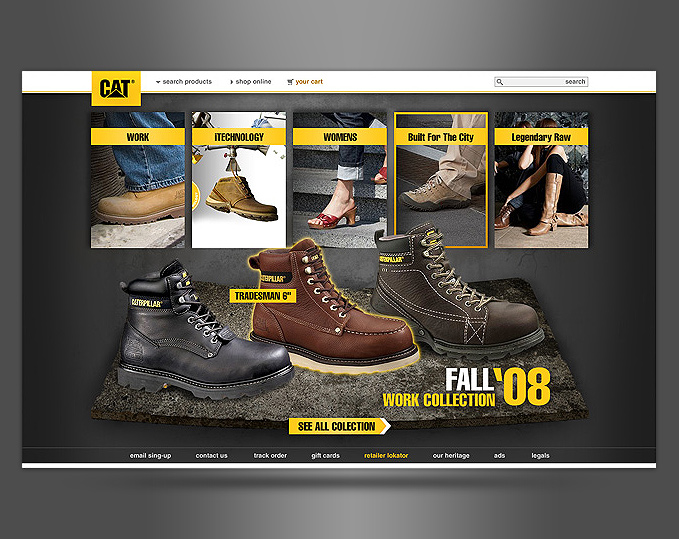 CAT®
search products
shop online
your cart
search
WORK
ITECHNOLOGY
WOMENS
Built For The City
Legendary Raw
CATERPILLAR®
CATERPILLAR®
CATERPILLAR®
TRADESMAN 6"
FALL '08
WORK COLLECTION
SEE ALL COLECTION
email sing-up
contact us
track order
gift cards
retailer lokator
our heritage
ads
legals